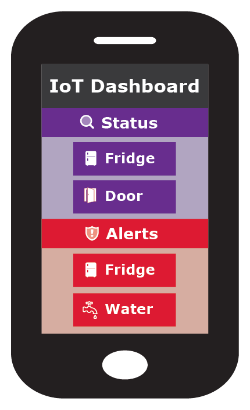 IoT Dashboard
Status
Fridge
Door
Alerts
Fridge
Water